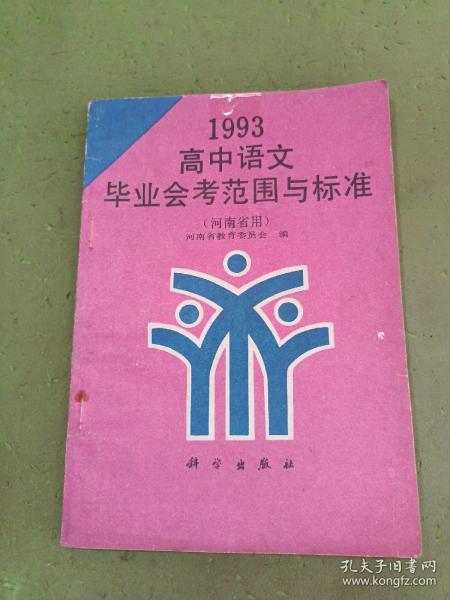 1993
高中语文
毕业会考范围与标准
(河南省用)
河南省教育委员会 编
科学出版社
孔夫子旧书网
www.kongfz.com